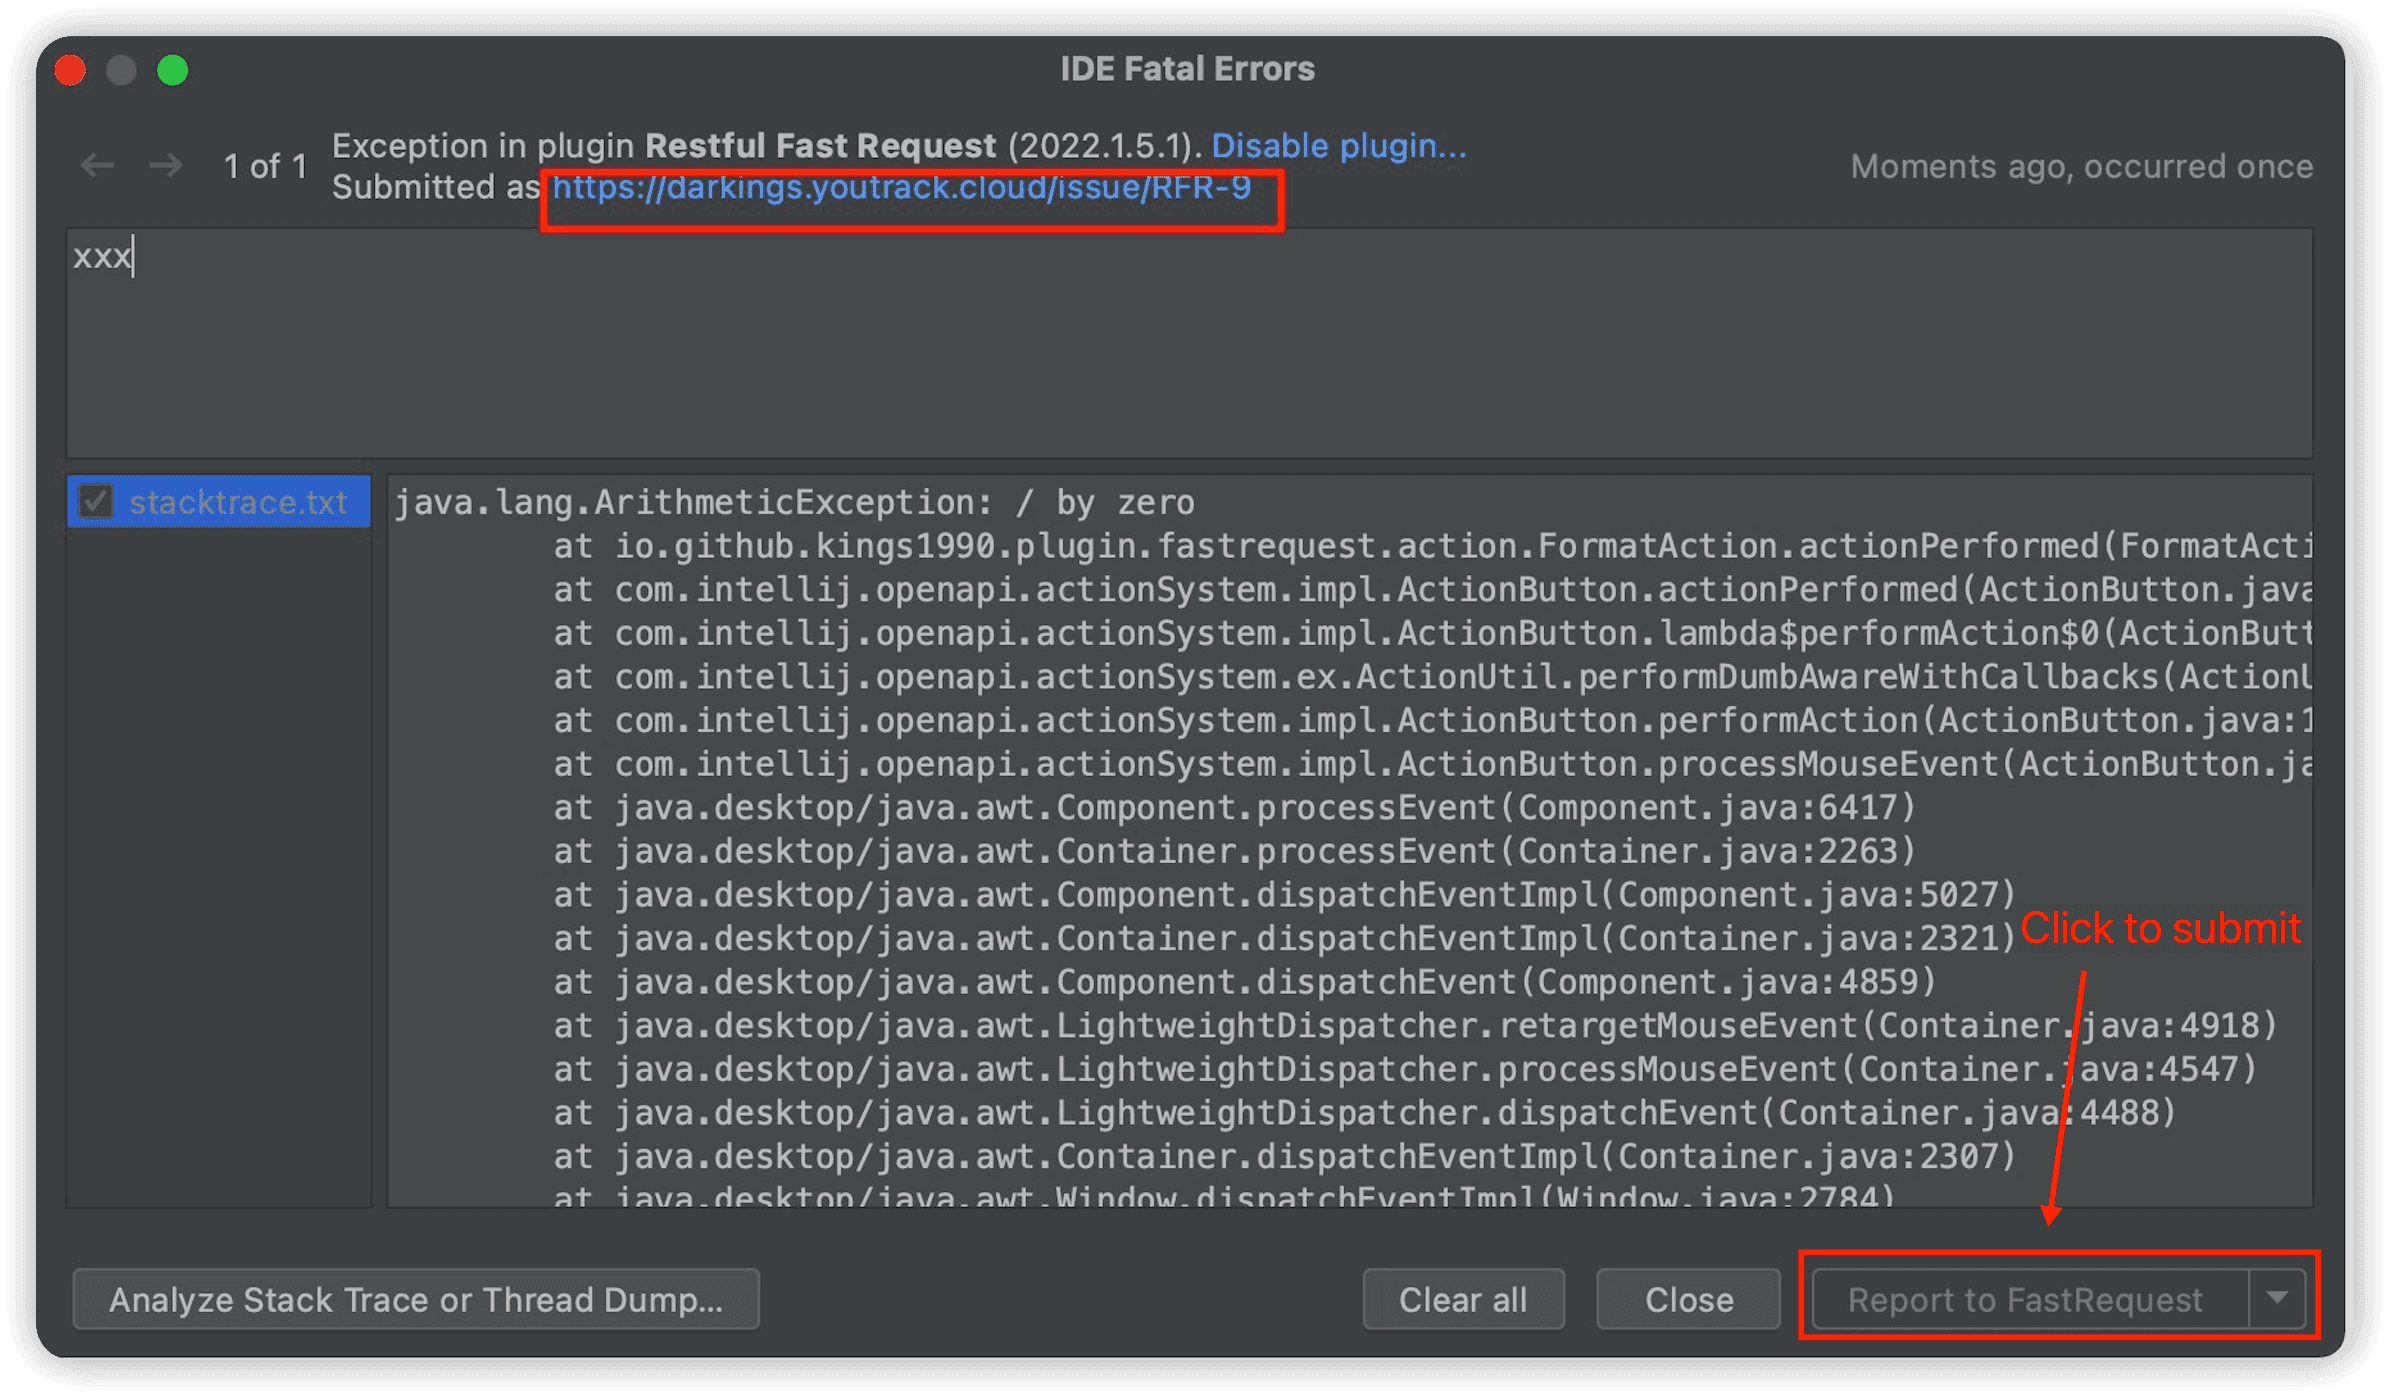 IDE Fatal Errors
1 of 1
Exception in plugin Restful Fast Request (2022.1.5.1). Disable plugin...
Submitted as https://darkings.youtrack.cloud/issue/RFR-9
Moments ago, occurred once
xxx
stacktrace.txt
java.lang.ArithmeticException: / by zero
at io.github.kings1990.plugin.fastrequest.action.FormatAction.actionPerformed(FormatActi
at com.intellij.openapi.actionSystem.impl.ActionButton.actionPerformed(ActionButton.java
at com.intellij.openapi.actionSystem.impl.ActionButton.lambda$performAction$0(ActionButt
at com.intellij.openapi.actionSystem.ex.ActionUtil.performDumbAwareWithCallbacks(ActionU
at com.intellij.openapi.actionSystem.impl.ActionButton.performAction(ActionButton.java:1
at com.intellij.openapi.actionSystem.impl.ActionButton.processMouseEvent(ActionButton.ja
at java.desktop/java.awt.Component.processEvent(Component.java:6417)
at java.desktop/java.awt.Container.processEvent(Container.java:2263)
at java.desktop/java.awt.Component.dispatchEventImpl(Component.java:5027)
at java.desktop/java.awt.Container.dispatchEventImpl(Container.java:2321)
Click to submit
at java.desktop/java.awt.Component.dispatchEvent(Component.java:4859)
at java.desktop/java.awt.LightweightDispatcher.retargetMouseEvent(Container.java:4918)
at java.desktop/java.awt.LightweightDispatcher.processMouseEvent(Container.java:4547)
at java.desktop/java.awt.LightweightDispatcher.dispatchEvent(Container.java:4488)
at java.desktop/java.awt.Container.dispatchEventImpl(Container.java:2307)
at java.desktop/java.awt.Window.dispatchEventImpl(Window.java:2784)
Analyze Stack Trace or Thread Dump...
Clear all
Close
Report to FastRequest